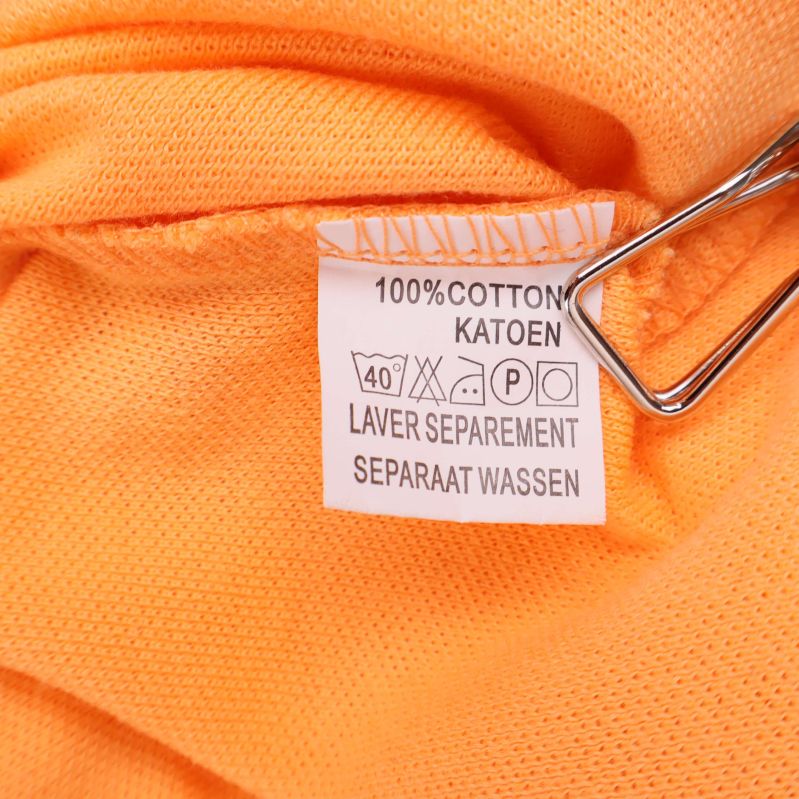 100%COTTON
KATOEN
40° P
LAVER SEPAREMENT
SEPARAAT WASSEN